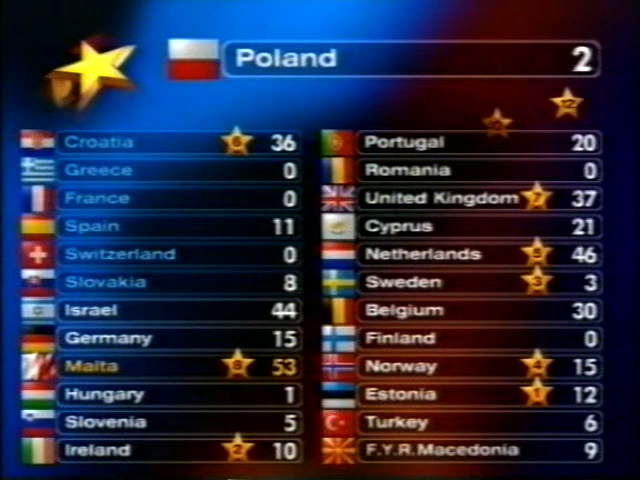 Poland 2
12
10
Croatia 6 36
Greece 0
France 0
Spain 11
Switzerland 0
Slovakia 8
Israel 44
Germany 15
Malta 8 53
Hungary 1
Slovenia 5
Ireland 2 10
Portugal 20
Romania 0
United Kingdom 7 37
Cyprus 21
Netherlands 5 46
Sweden 3 3
Belgium 30
Finland 0
Norway 4 15
Estonia 1 12
Turkey 6
F.Y.R.Macedonia 9